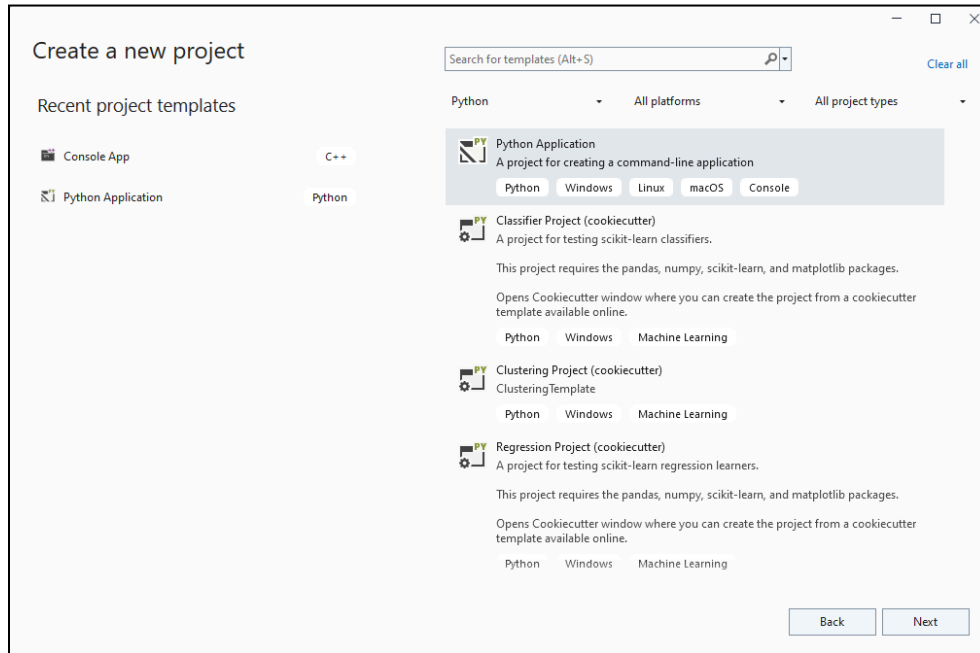 Create a new project
Recent project templates
Console App C++
Python Application Python
Search for templates (Alt+S)
Clear all
Python All platforms All project types
PY Python Application
A project for creating a command-line application
Python Windows Linux macOS Console
PY Classifier Project (cookiecutter)
A project for testing scikit-learn classifiers.
This project requires the pandas, numpy, scikit-learn, and matplotlib packages.
Opens Cookiecutter window where you can create the project from a cookiecutter
template available online.
Python Windows Machine Learning
PY Clustering Project (cookiecutter)
ClusteringTemplate
Python Windows Machine Learning
PY Regression Project (cookiecutter)
A project for testing scikit-learn regression learners.
This project requires the pandas, numpy, scikit-learn, and matplotlib packages.
Opens Cookiecutter window where you can create the project from a cookiecutter
template available online.
Python Windows Machine Learning
Back Next